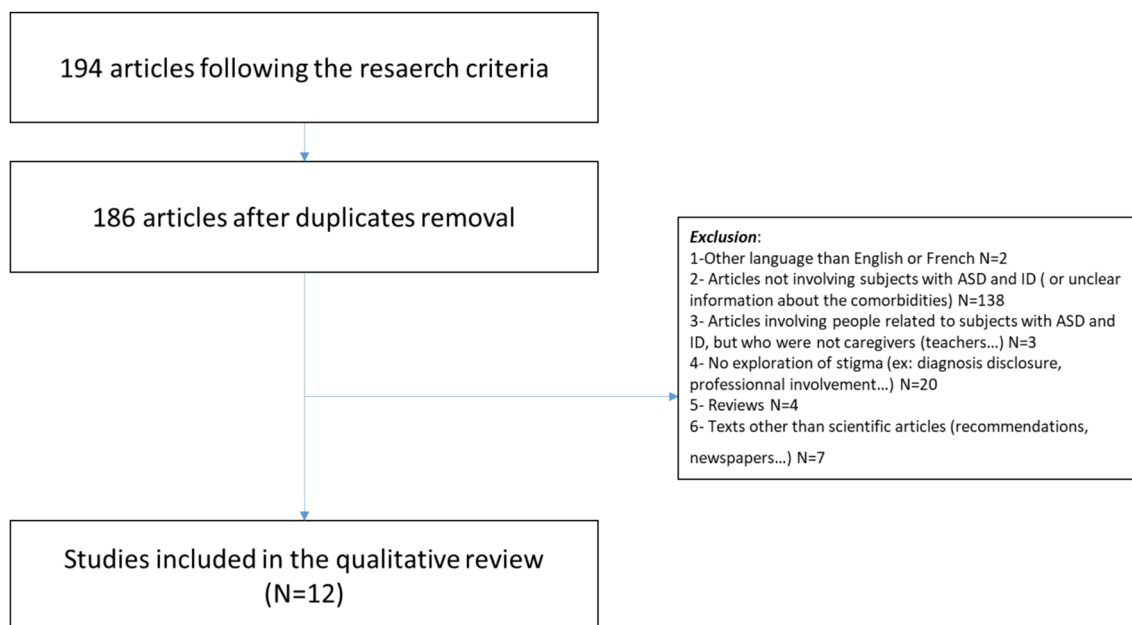 194 articles following the resaerch criteria
186 articles after duplicates removal
Exclusion:
1-Other language than English or French N=2
2- Articles not involving subjects with ASD and ID ( or unclear
information about the comorbidities) N=138
3- Articles involving people related to subjects with ASD and
ID, but who were not caregivers (teachers...) N=3
4- No exploration of stigma (ex: diagnosis disclosure,
professionnal involvement...) N=20
5- Reviews N=4
6- Texts other than scientific articles (recommendations,
newspapers...) N=7
Studies included in the qualitative review
(N=12)